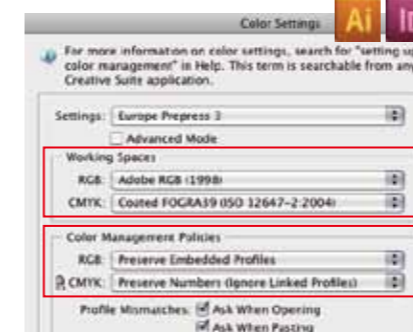 Color Settings
Ai
For more information on color settings, search for "setting up
color management" in Help. This term is searchable from any
Creative Suite application.
Settings: Europe Prepress 3
Advanced Mode
Working Spaces
RGB: Adobe RGB (1998)
CMYK: Coated FOGRA39 (ISO 12647-2:2004)
Color Management Policies
RGB: Preserve Embedded Profiles
CMYK: Preserve Numbers (Ignore Linked Profiles)
Profile Mismatches: Ask When Opening
Ask When Pasting